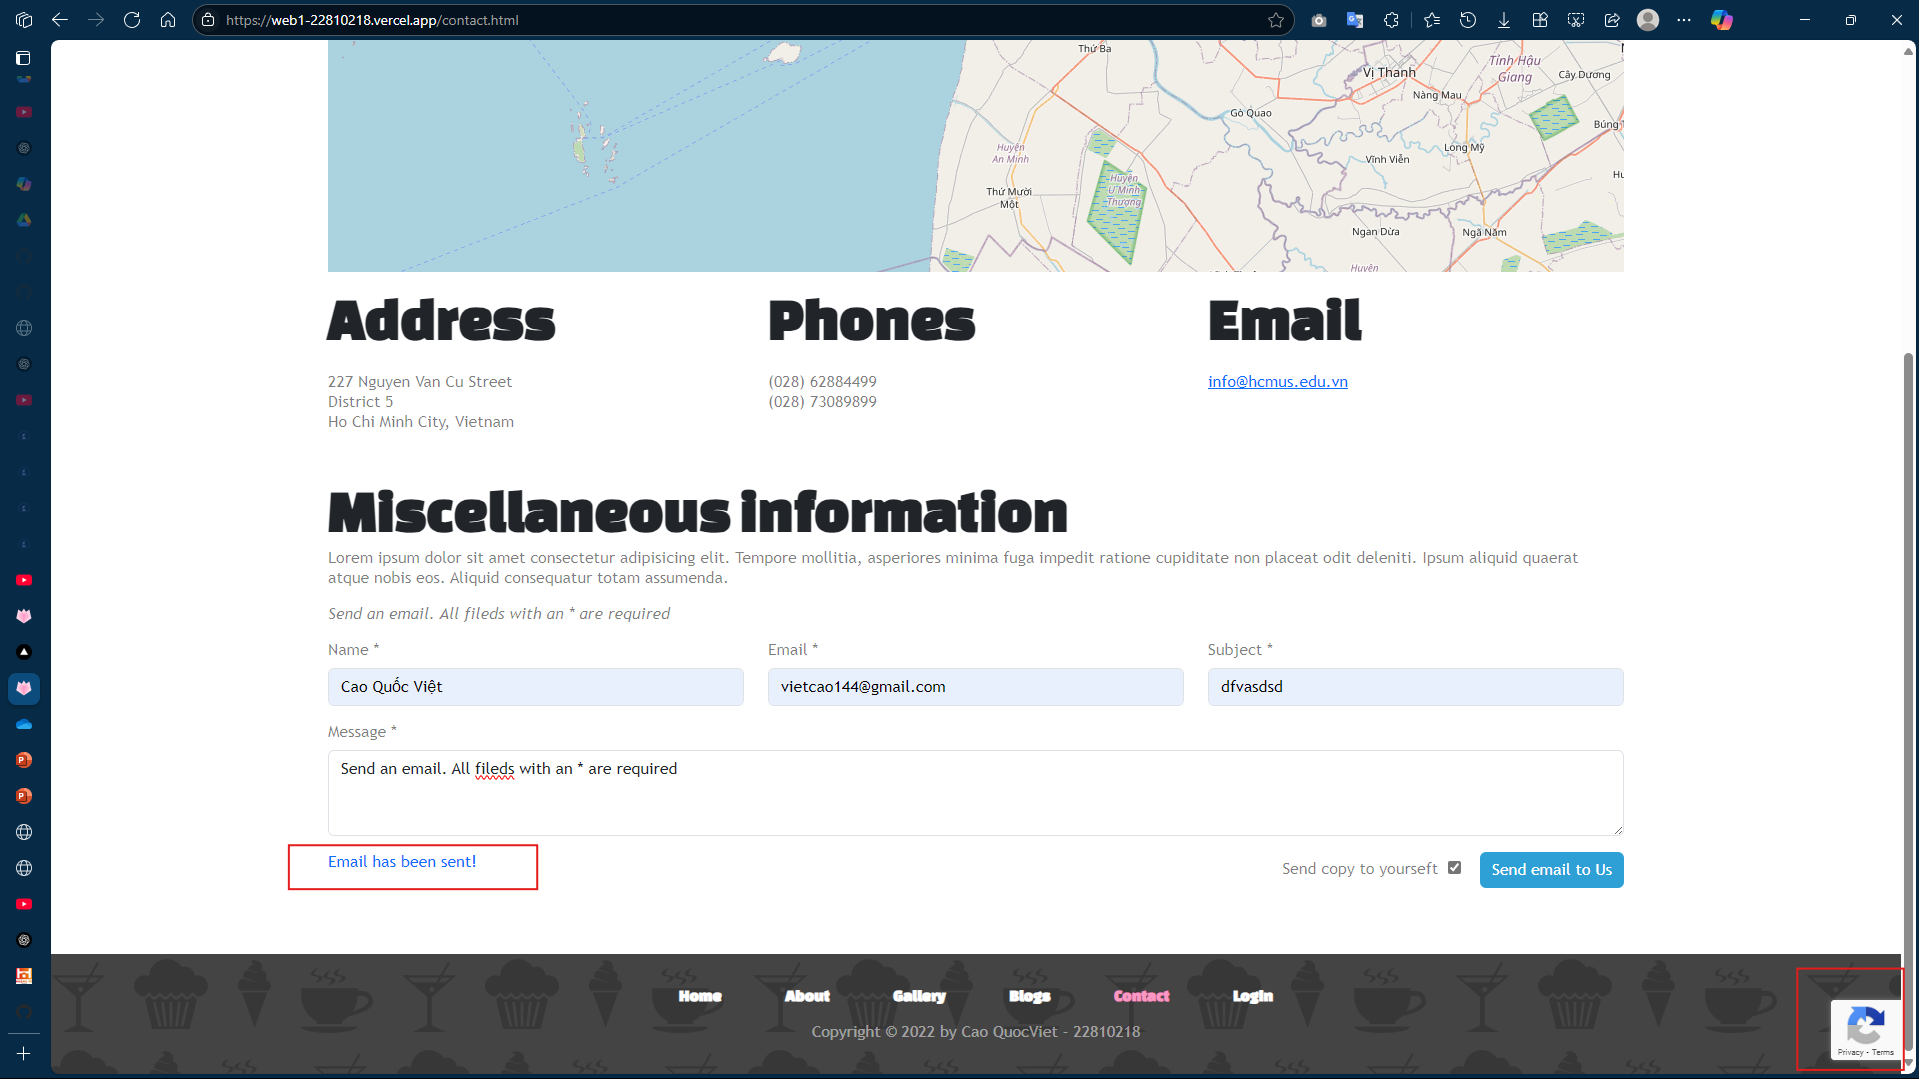 https://web1-22810218.vercel.app/contact.html
Thứ Ba
Vị Thanh
Tỉnh Hậu
Giang
Cây Dương
Nàng Mau
Gò Quao
Búng
Long Mỹ
Huyện
An Minh
Vĩnh Viễn
Thứ Mười
Một
Huyện
U Minh
Thượng
Ngan Dừa
Ngã Năm
Huyện
Address
227 Nguyen Van Cu Street
District 5
Ho Chi Minh City, Vietnam
Phones
(028) 62884499
(028) 73089899
Email
info@hcmus.edu.vn
Miscellaneous information
Lorem ipsum dolor sit amet consectetur adipisicing elit. Tempore mollitia, asperiores minima fuga impedit ratione cupiditate non placeat odit deleniti. Ipsum aliquid quaerat
atque nobis eos. Aliquid consequatur totam assumenda.
Send an email. All fileds with an * are required
Name *
Email *
Subject *
Cao Quốc Việt
vietcao144@gmail.com
dfvasdsd
Message *
Send an email. All fileds with an * are required
Email has been sent!
Send copy to yourseft
Send email to Us
Home
About
Gallery
Blogs
Contact
Login
Copyright © 2022 by Cao QuocViet - 22810218
Privacy - Terms